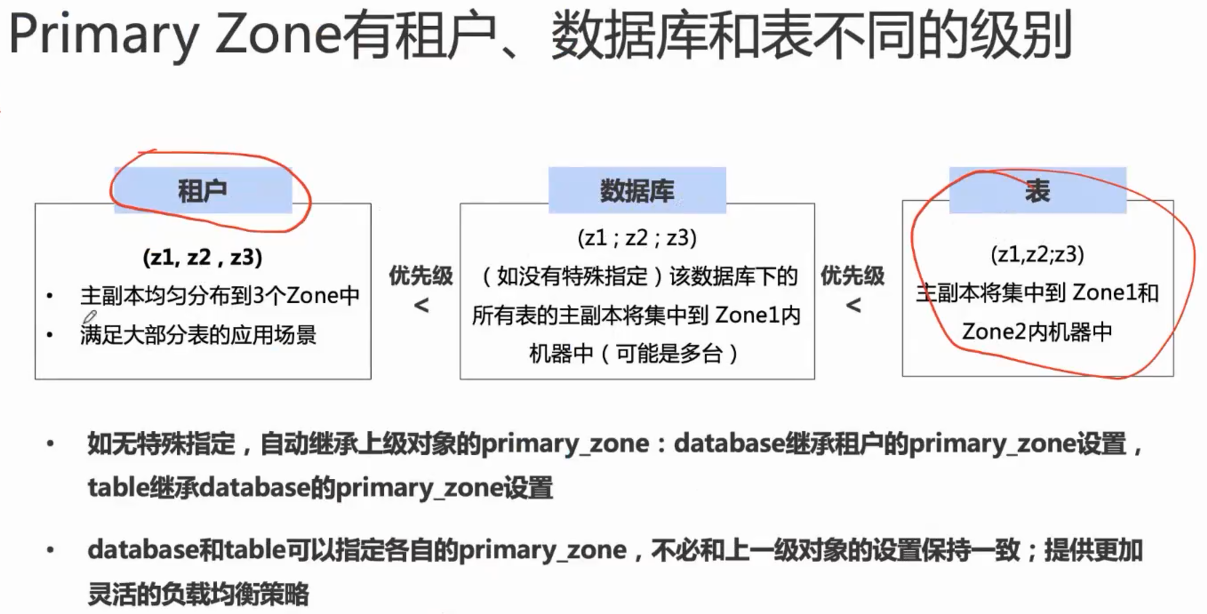 Primary Zone有租户、数据库和表不同的级别
租户
(z1, z2 , z3)
• 主副本均匀分布到3个Zone中
• 满足大部分表的应用场景
优先级
<
数据库
(z1 ; z2 ; z3)
（如没有特殊指定）该数据库下的
所有表的主副本将集中到 Zone1内
机器中（可能是多台）
优先级
<
表
(z1,z2;z3)
主副本将集中到 Zone1和
Zone2内机器中
• 如无特殊指定，自动继承上级对象的primary_zone：database继承租户的primary_zone设置，
table继承database的primary_zone设置
• database和table可以指定各自的primary_zone，不必和上一级对象的设置保持一致；提供更加
灵活的负载均衡策略